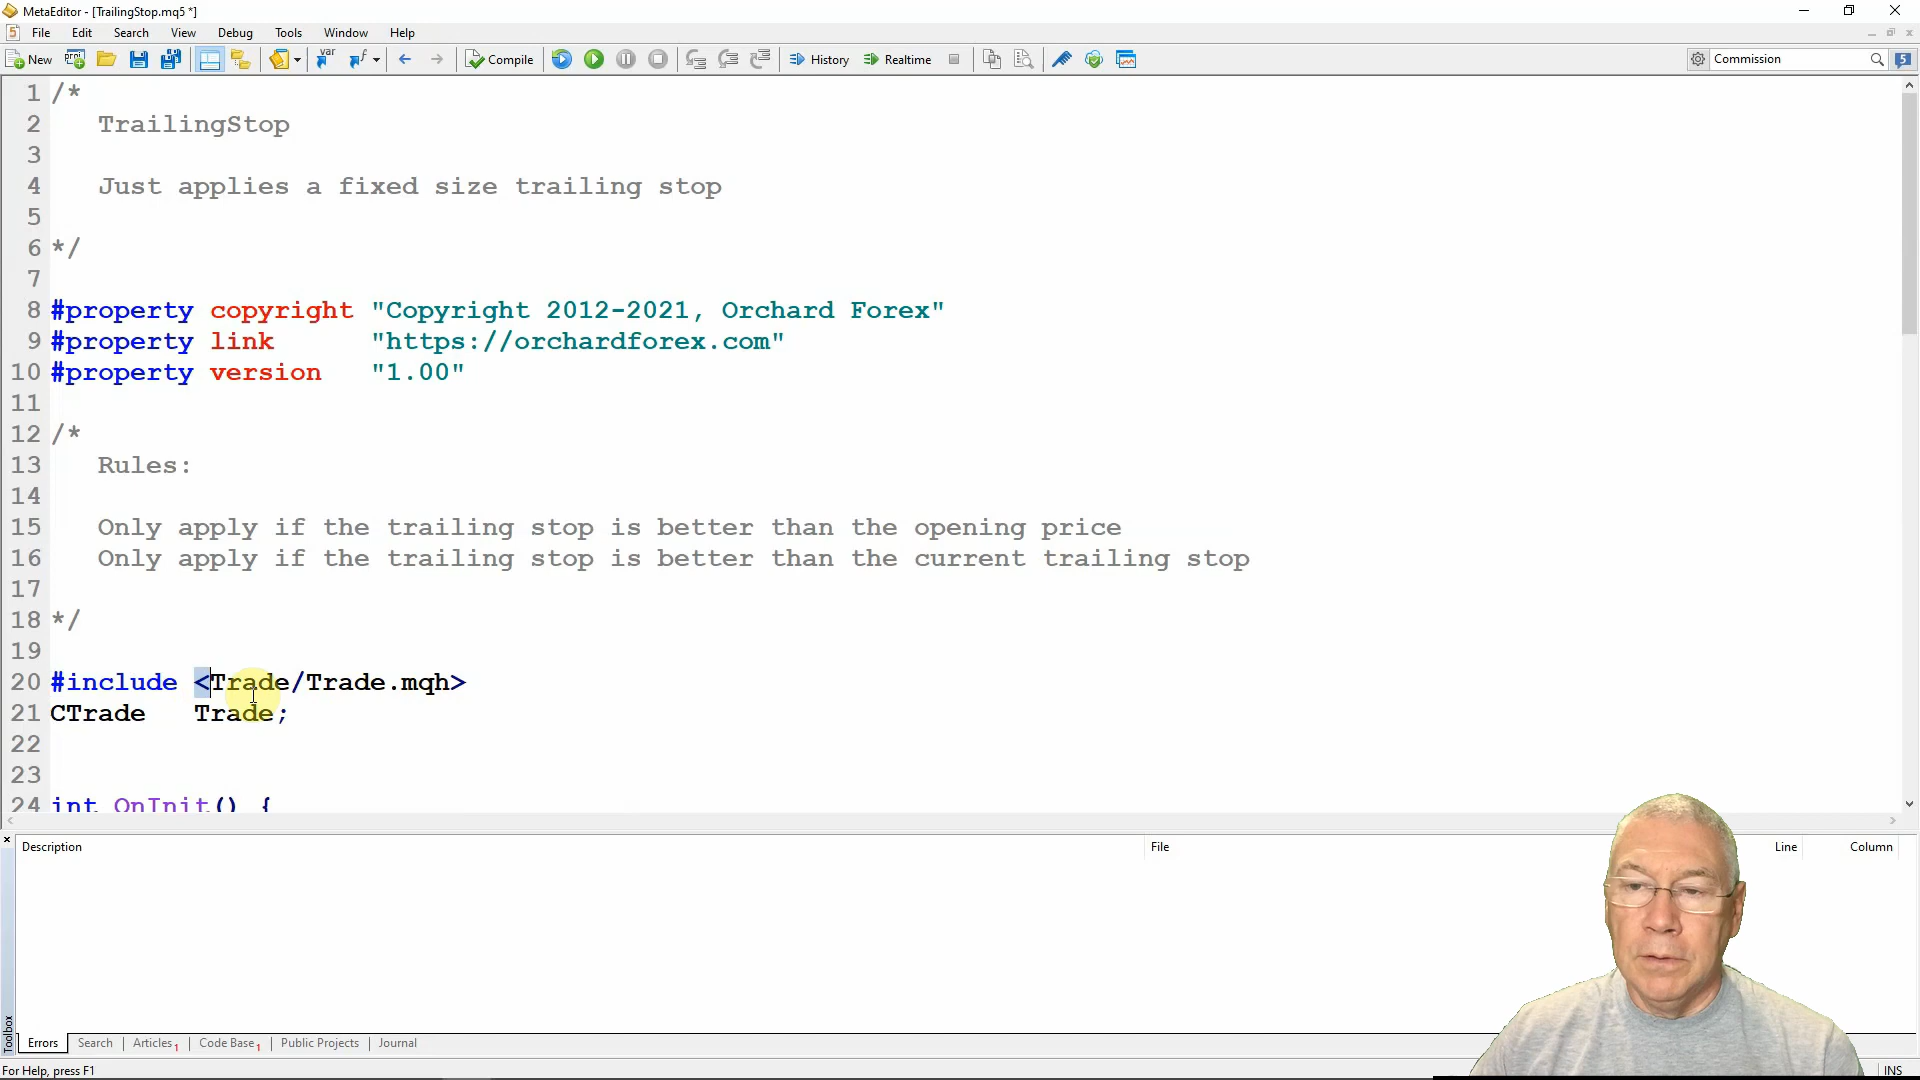 MetaEditor - [TrailingStop.mq5 *]
File Edit Search View Debug Tools Window Help
New Compile History Realtime Commission
1 /*
2 TrailingStop
3
4 Just applies a fixed size trailing stop
5
6 */
7
8 #property copyright "Copyright 2012-2021, Orchard Forex"
9 #property link "https://orchardforex.com"
10 #property version "1.00"
11
12 /*
13 Rules:
14
15 Only apply if the trailing stop is better than the opening price
16 Only apply if the trailing stop is better than the current trailing stop
17
18 */
19
20 #include <Trade/Trade.mqh>
21 CTrade Trade;
22
23
24 int OnInit() {
Description File Line Column
Toolbox
Errors Search Articles 1 Code Base 1 Public Projects Journal
For Help, press F1 INS